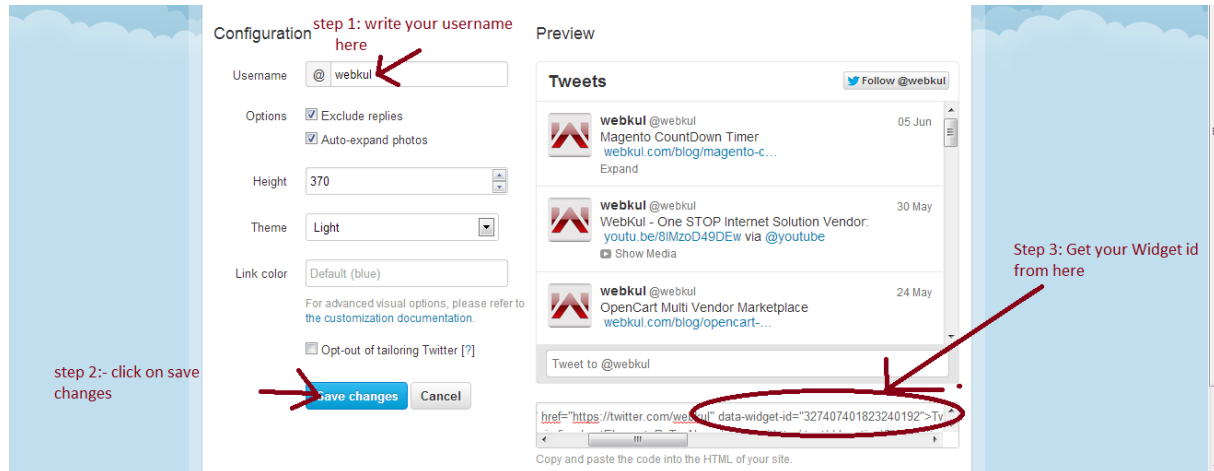 Configuration
step 1: write your username
here
Username
@ webkul
Options
Exclude replies
Auto-expand photos
Height
370
Theme
Light
Link color
Default (blue)
For advanced visual options, please refer to
the customization documentation.
Opt-out of tailoring Twitter [?]
step 2:- click on save
changes
Save changes
Cancel
Preview
Tweets
Follow @webkul
webkul @webkul
05 Jun
Magento CountDown Timer
webkul.com/blog/magento-c...
Expand
webkul @webkul
30 May
WebKul - One STOP Internet Solution Vendor:
youtu.be/8lMzoD49DEw via @youtube
Show Media
webkul @webkul
24 May
OpenCart Multi Vendor Marketplace
webkul.com/blog/opencart-...
Tweet to @webkul
Step 3: Get your Widget id
from here
href="https://twitter.com/webkul" data-widget-id="327407401823240192">Tw
Copy and paste the code into the HTML of your site.